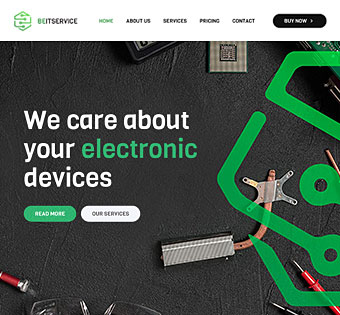 BEITSERVICE
HOME ABOUT US SERVICES PRICING CONTACT BUY NOW >
We care about
your electronic
devices
READ MORE OUR SERVICES